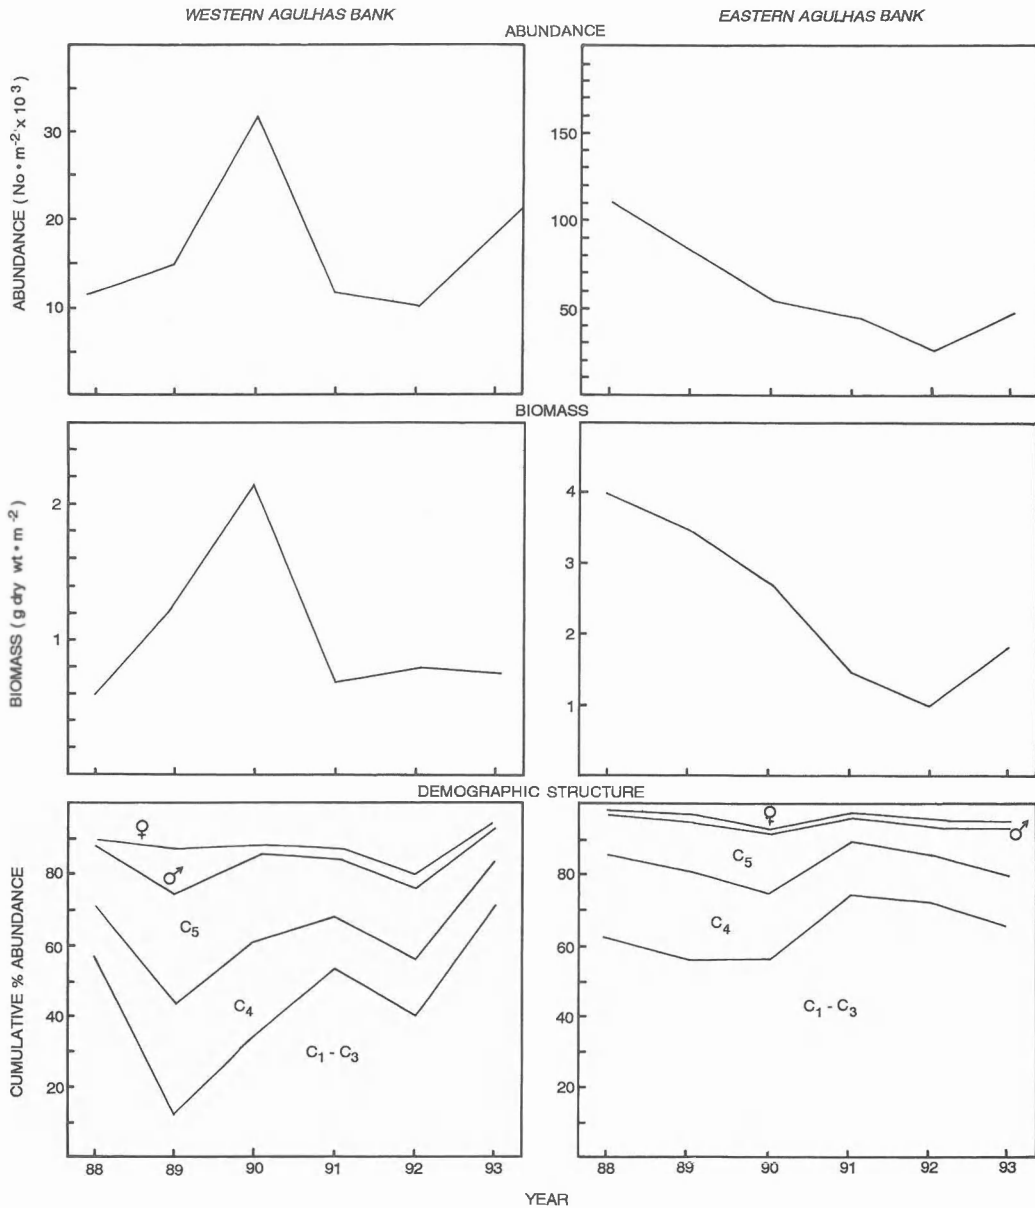 WESTERN AGULHAS BANK
EASTERN AGULHAS BANK
ABUNDANCE
ABUNDANCE ( No • m-2 x 10 3 )
30
20
10
150
100
50
BIOMASS
BIOMASS ( g dry wt • m -2 )
2
1
4
3
2
1
DEMOGRAPHIC STRUCTURE
CUMULATIVE % ABUNDANCE
80
60
40
20
♀
♂
C5
C4
C1 - C3
88 89 90 91 92 93
80
60
40
20
♀
♂
C5
C4
C1 - C3
88 89 90 91 92 93
YEAR